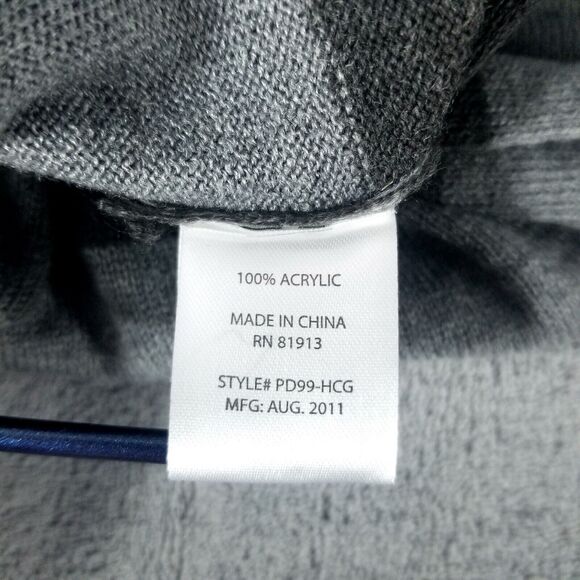 100% ACRYLIC
MADE IN CHINA
RN 81913
STYLE# PD99-HCG
MFG: AUG. 2011